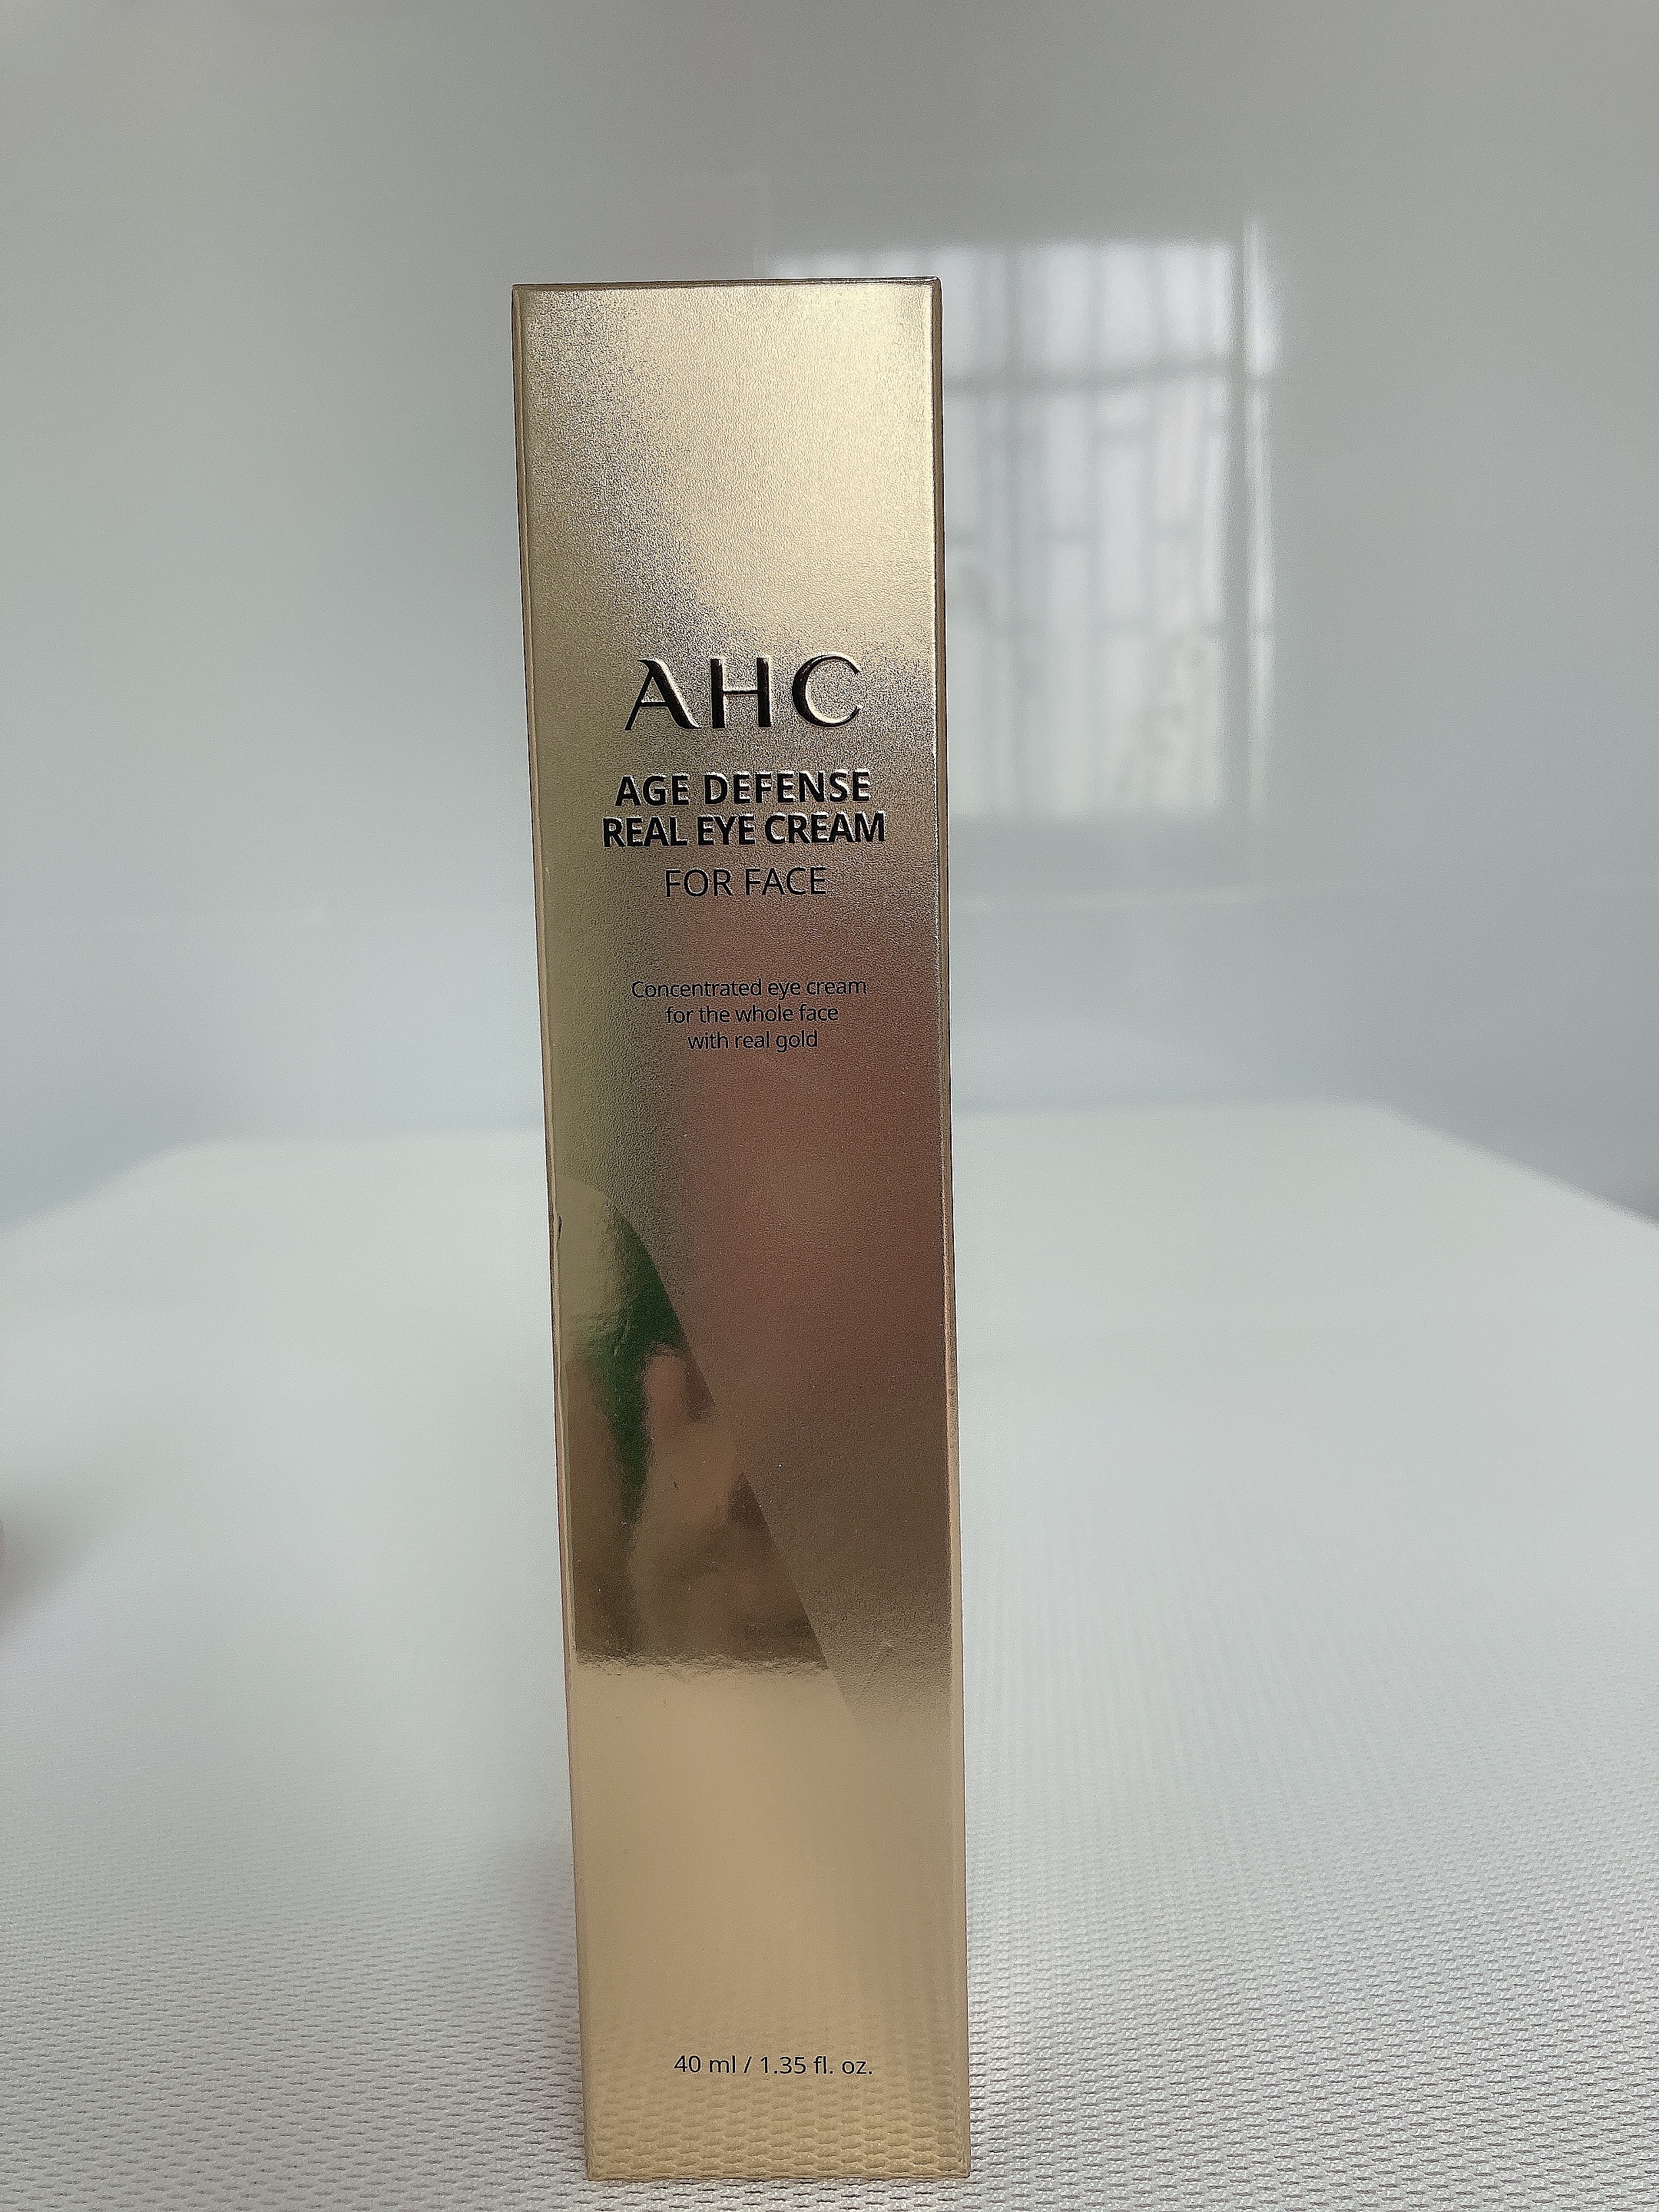 AHC
AGE DEFENSE
REAL EYE CREAM
FOR FACE
Concentrated eye cream
for the whole face
with real gold
40 ml / 1.35 fl. oz.